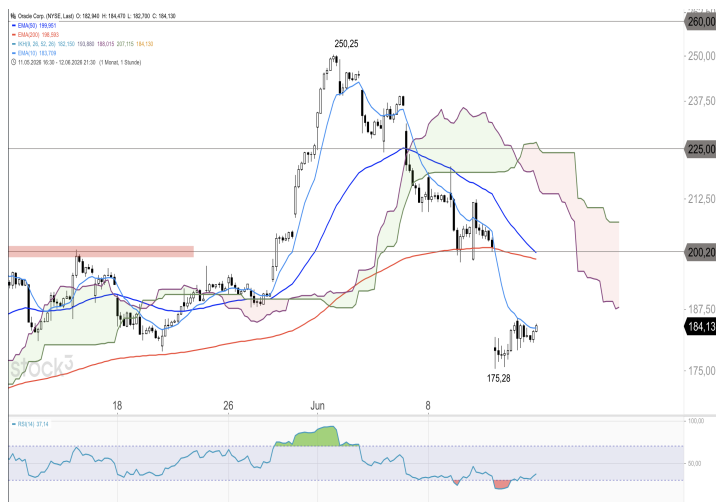 Oracle Corp. (NYSE, Last) O: 182,940 H: 184,470 L: 182,700 C: 184,130
EMA(50) 199,951
EMA(200) 198,593
IKH(9, 26, 52, 26) 182,150 193,880 188,015 207,115 184,130
EMA(10) 183,709
11.05.2026 16:30 - 12.06.2026 21:30 (1 Monat, 1 Stunde)
250,25
260,00
250,00
237,50
225,00
212,50
200,20
187,50
184,13
175,00
175,28
stock3
18
26
Jun
8
RSI(14) 37,14
100,00
50,00